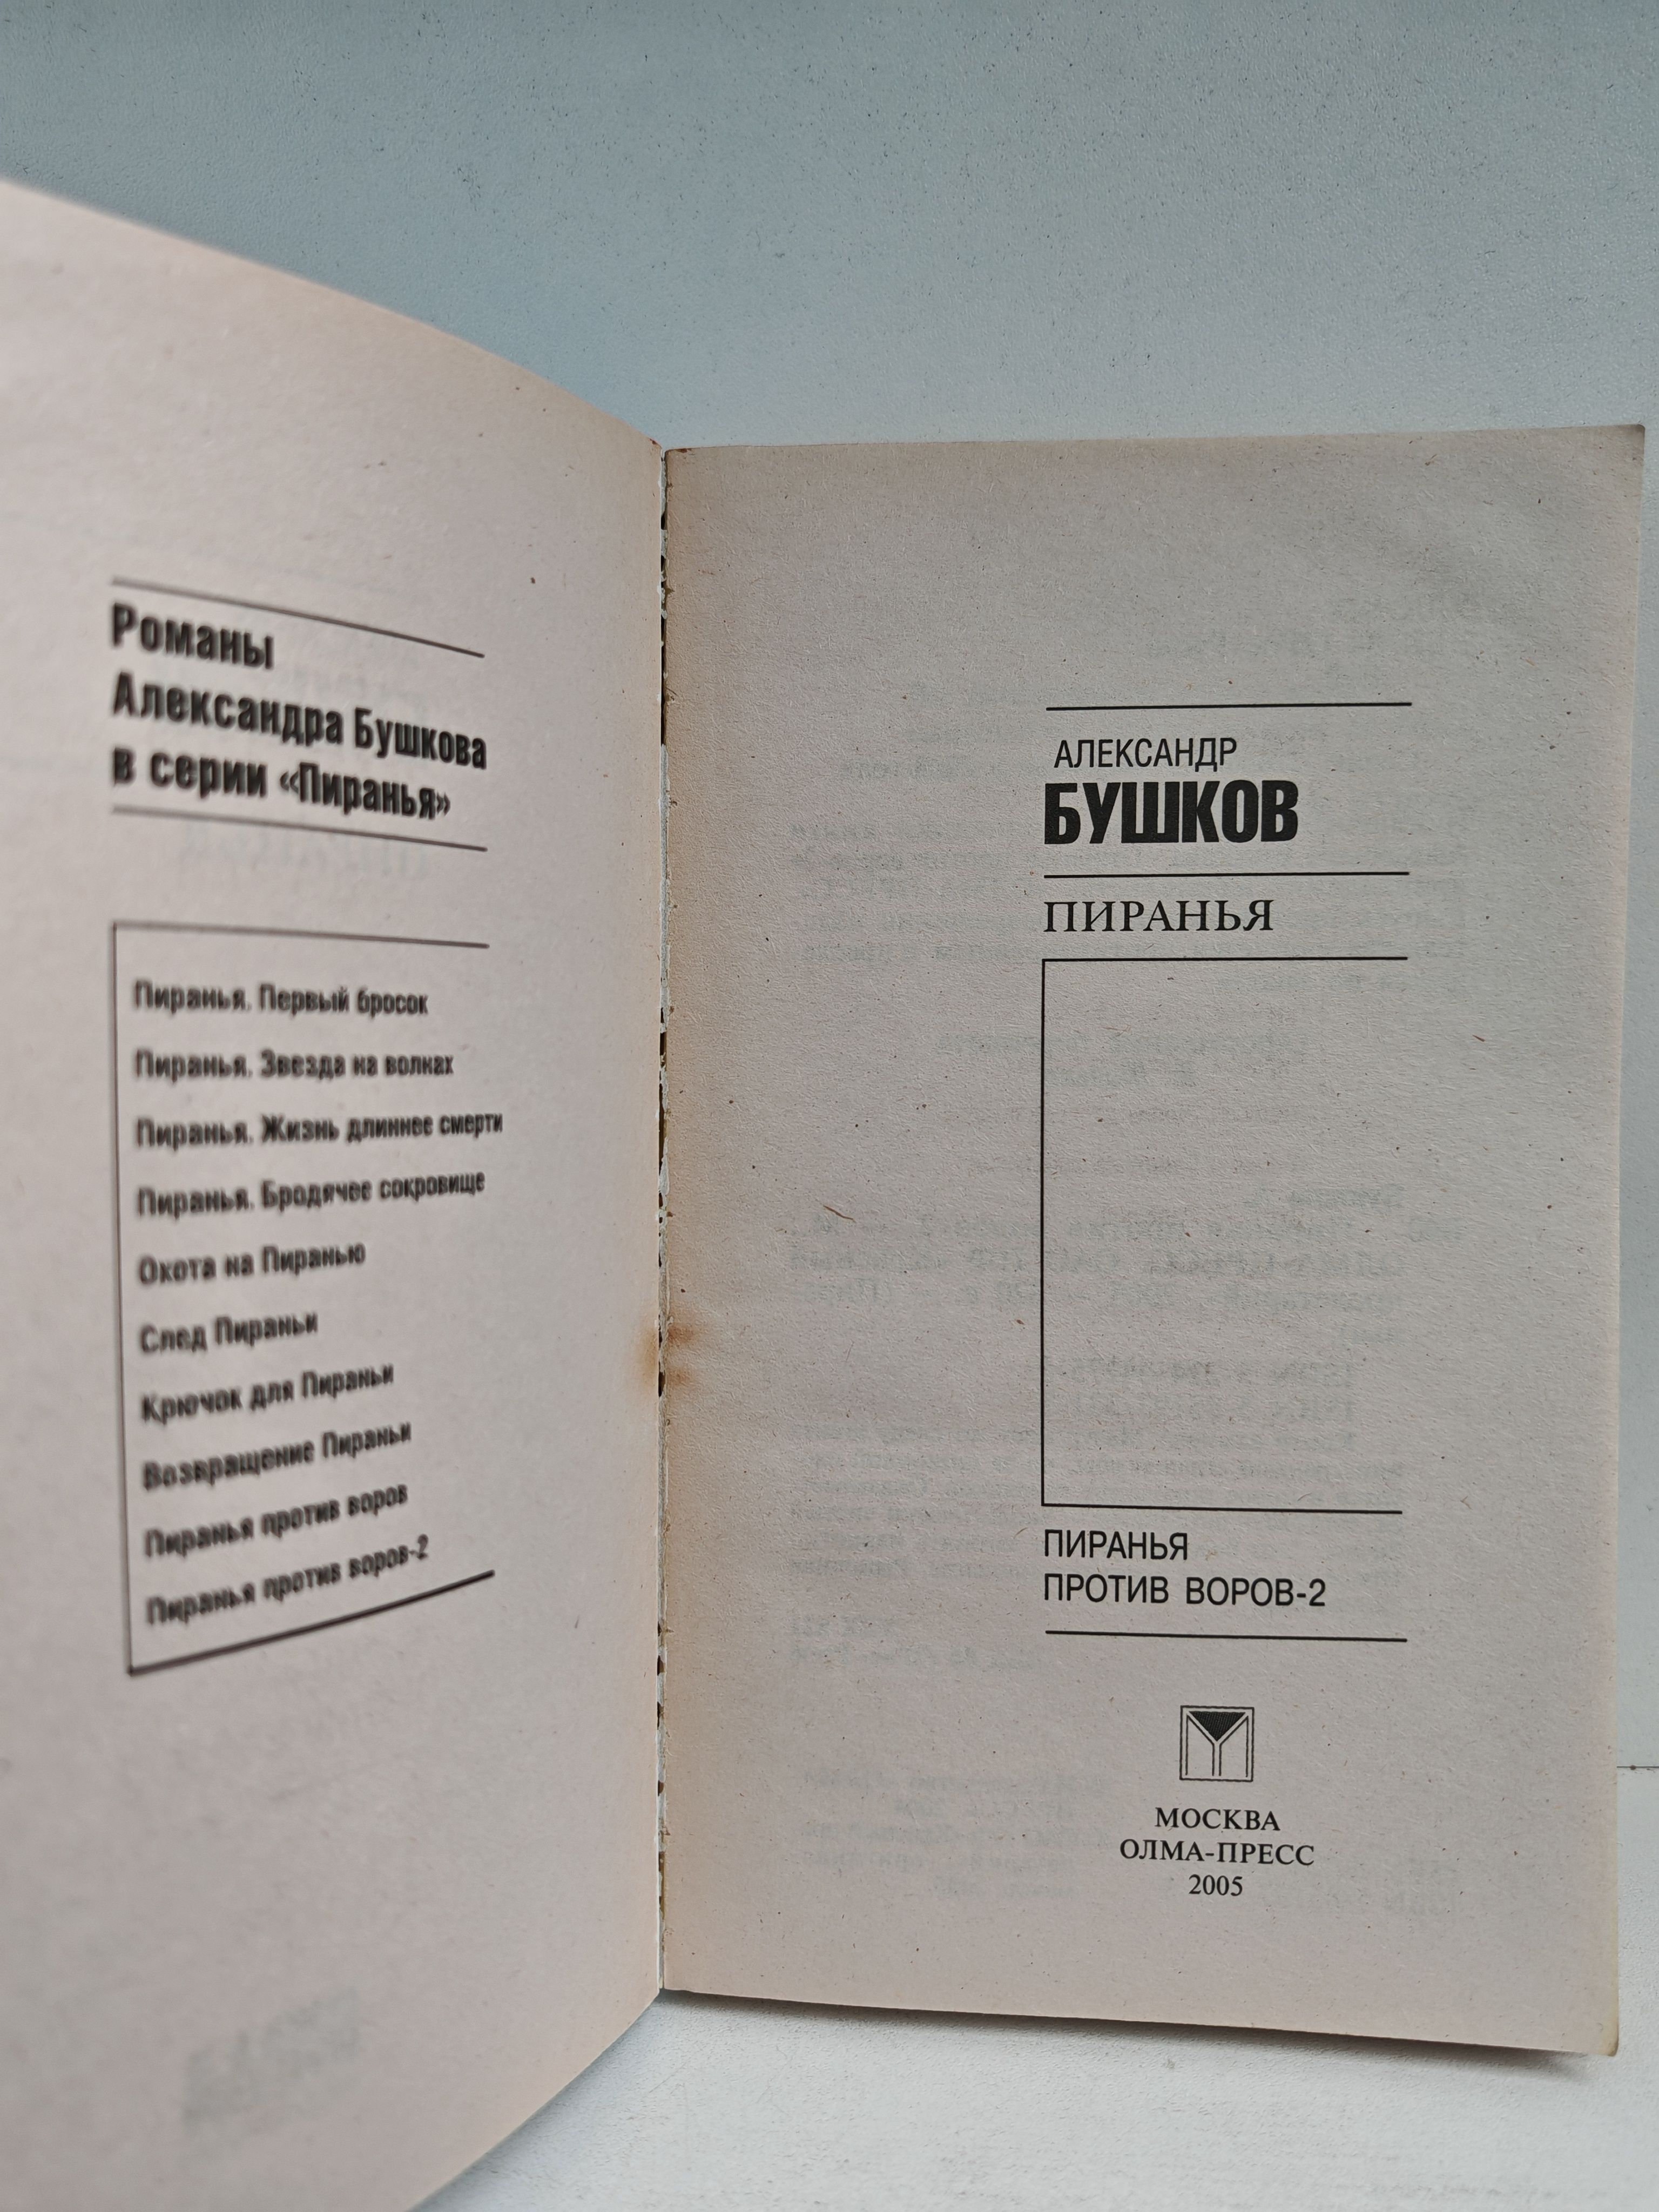 Романы
Александра Бушкова
в серии «Пиранья»
Пиранья. Первый бросок
Пиранья. Звезда на волнах
Пиранья. Жизнь длиннее смерти
Пиранья. Бродячее сокровище
Охота на Пиранью
След Пираньи
Крючок для Пираньи
Возвращение Пираньи
Пиранья против воров
Пиранья против воров-2
АЛЕКСАНДР
БУШКОВ
ПИРАНЬЯ
ПИРАНЬЯ
ПРОТИВ ВОРОВ-2
МОСКВА
ОЛМА-ПРЕСС
2005